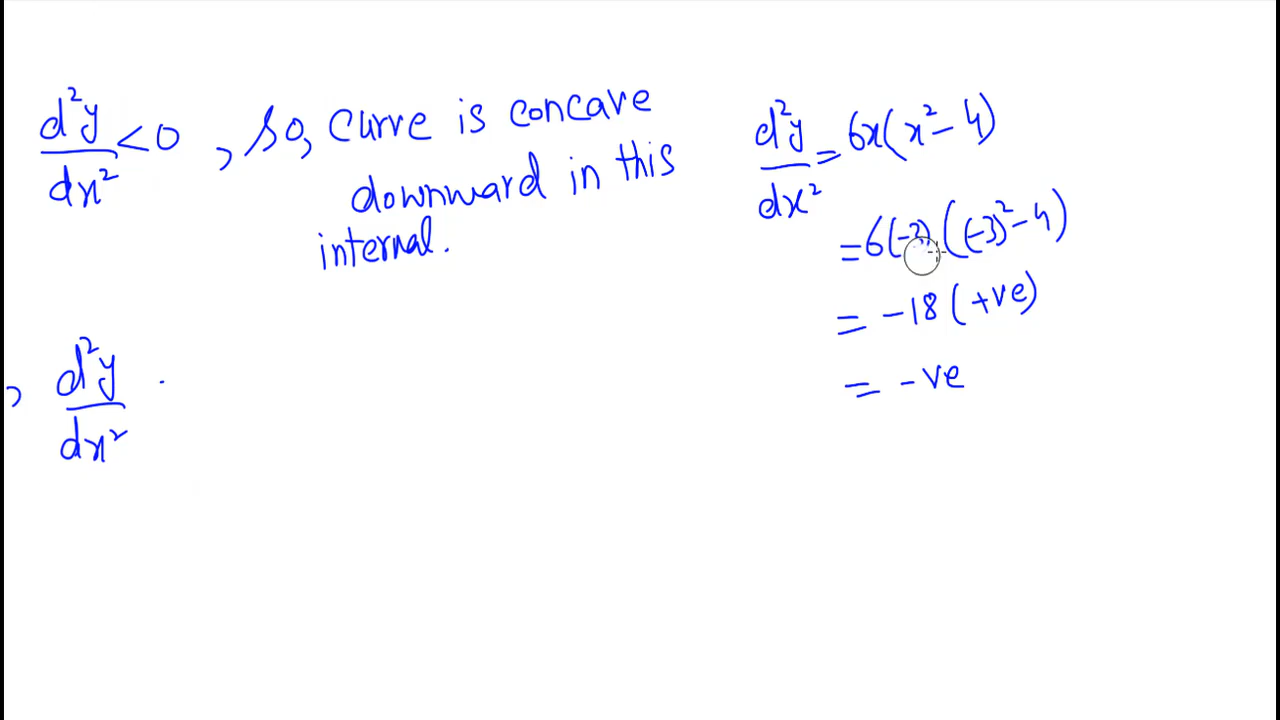 d²y/dx² < 0 , so, curve is concave
downward in this
internal.
d²y/dx² = 6x(x² - 4)
= 6(-3) ((-3)² - 4)
= -18 (+ve)
= -ve
, d²y/dx² .